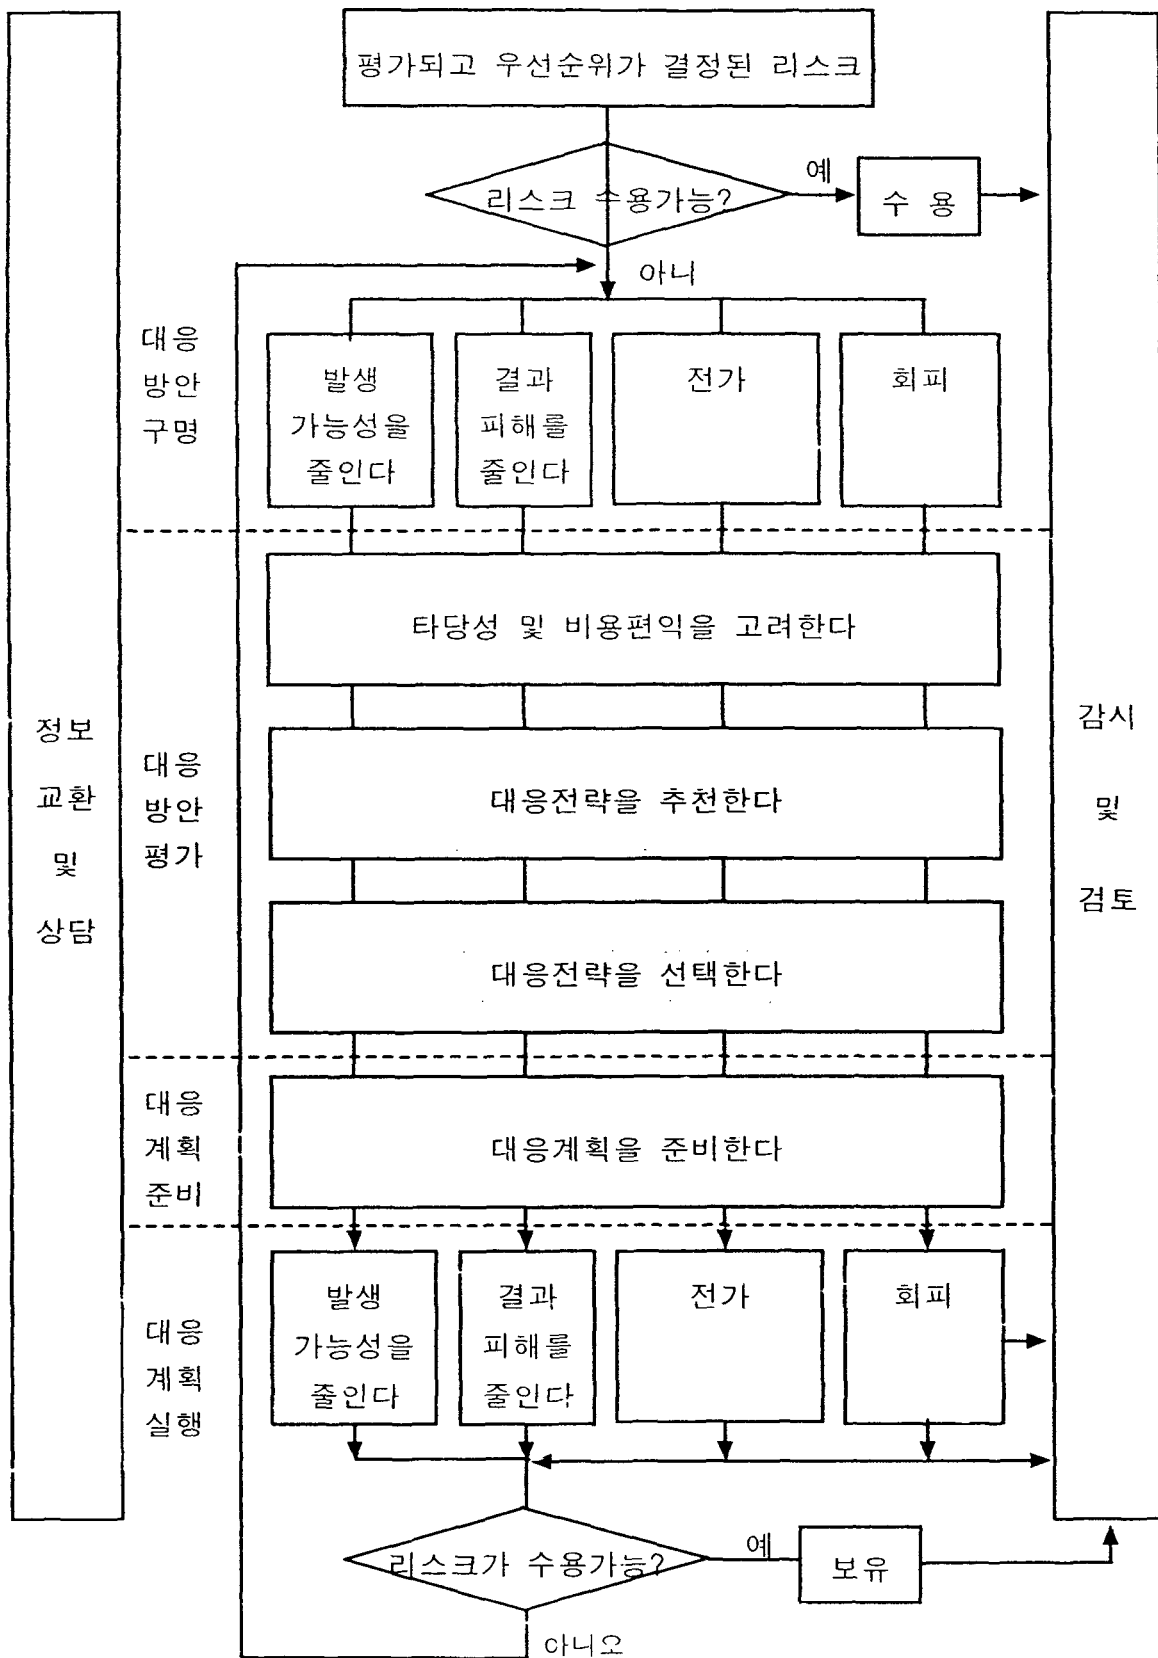 평가되고 우선순위가 결정된 리스크
리스크 수용가능?
예
수 용
아니
대응
방안
구명
발생
가능성을
줄인다
결과
피해를
줄인다
전가
회피
타당성 및 비용편익을 고려한다
정보
교환
및
상담
대응
방안
평가
대응전략을 추천한다
대응전략을 선택한다
감시
및
검토
대응
계획
준비
대응계획을 준비한다
대응
계획
실행
발생
가능성을
줄인다
결과
피해를
줄인다
전가
회피
리스크가 수용가능?
예
보유
아니오